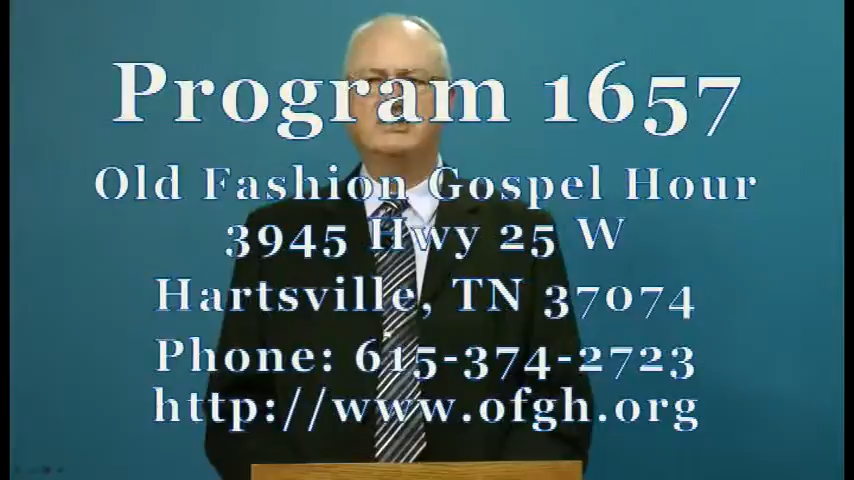 Program 1657
Old Fashion Gospel Hour
3945 Hwy 25 W
Hartsville, TN 37074
Phone: 615-374-2723
http://www.ofgh.org